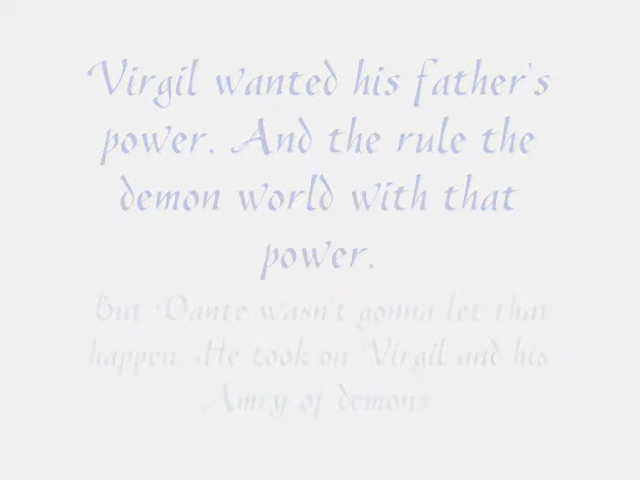 Virgil wanted his father's
power. And the rule the
demon world with that
power.
But Dante wasn't gonna let that
happen. He took on Virgil and his
Amry of demons